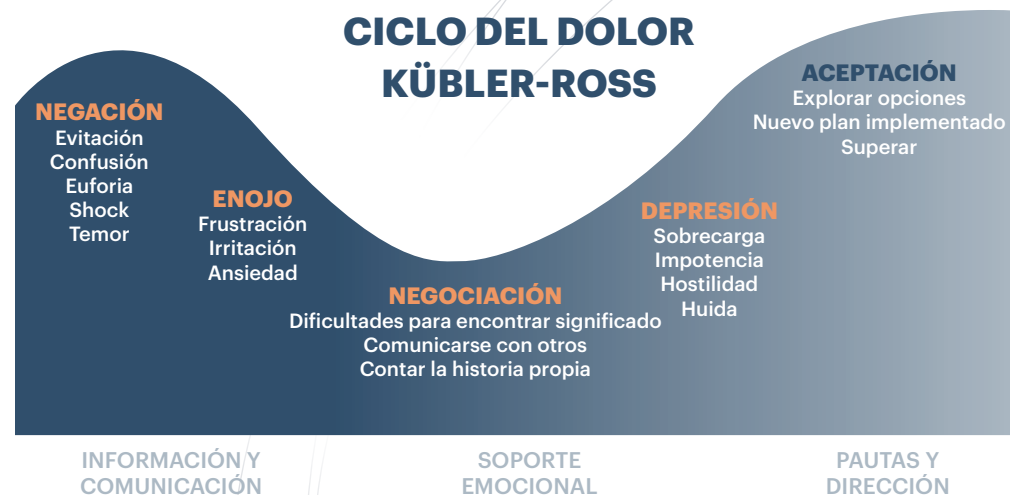 CICLO DEL DOLOR
KÜBLER-ROSS
NEGACIÓN
Evitación
Confusión
Euforia
Shock
Temor
ENOJO
Frustración
Irritación
Ansiedad
NEGOCIACIÓN
Dificultades para encontrar significado
Comunicarse con otros
Contar la historia propia
DEPRESIÓN
Sobrecarga
Impotencia
Hostilidad
Huida
ACEPTACIÓN
Explorar opciones
Nuevo plan implementado
Superar
INFORMACIÓN Y
COMUNICACIÓN
SOPORTE
EMOCIONAL
PAUTAS Y
DIRECCIÓN